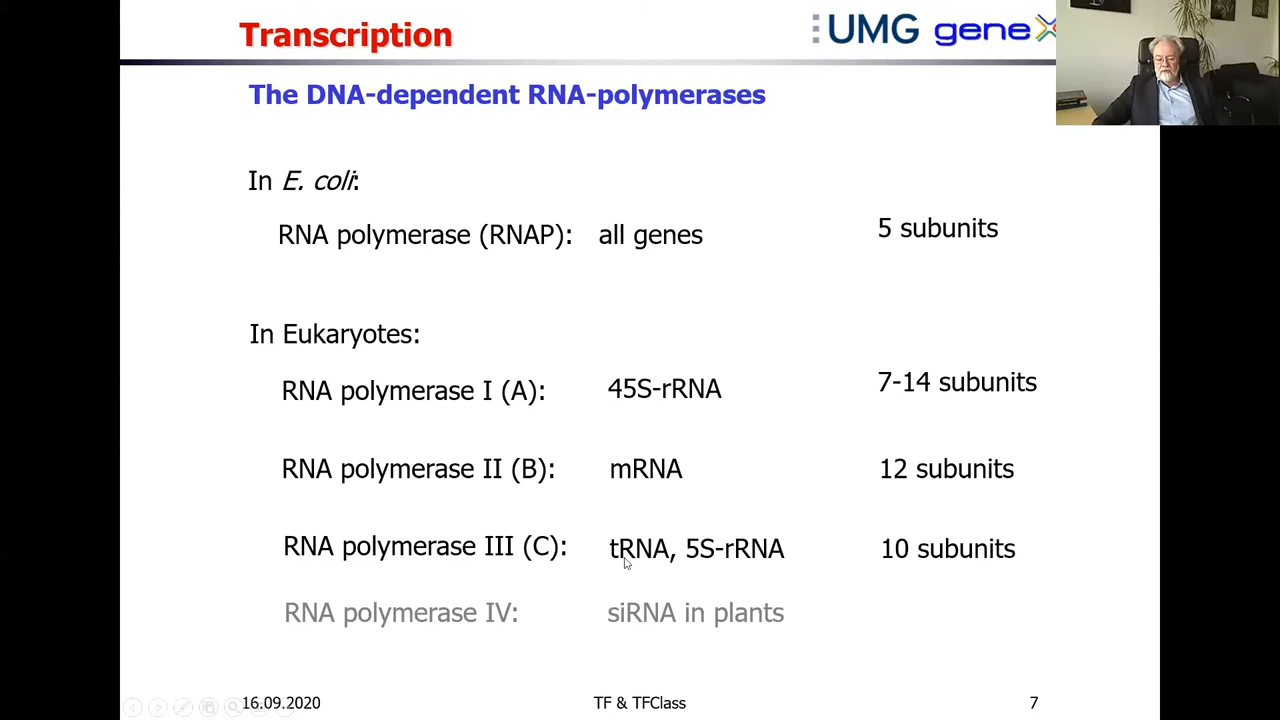 Transcription
UMG geneX
The DNA-dependent RNA-polymerases
In E. coli:
RNA polymerase (RNAP): all genes 5 subunits
In Eukaryotes:
RNA polymerase I (A): 45S-rRNA 7-14 subunits
RNA polymerase II (B): mRNA 12 subunits
RNA polymerase III (C): tRNA, 5S-rRNA 10 subunits
RNA polymerase IV: siRNA in plants
16.09.2020 TF & TFClass 7